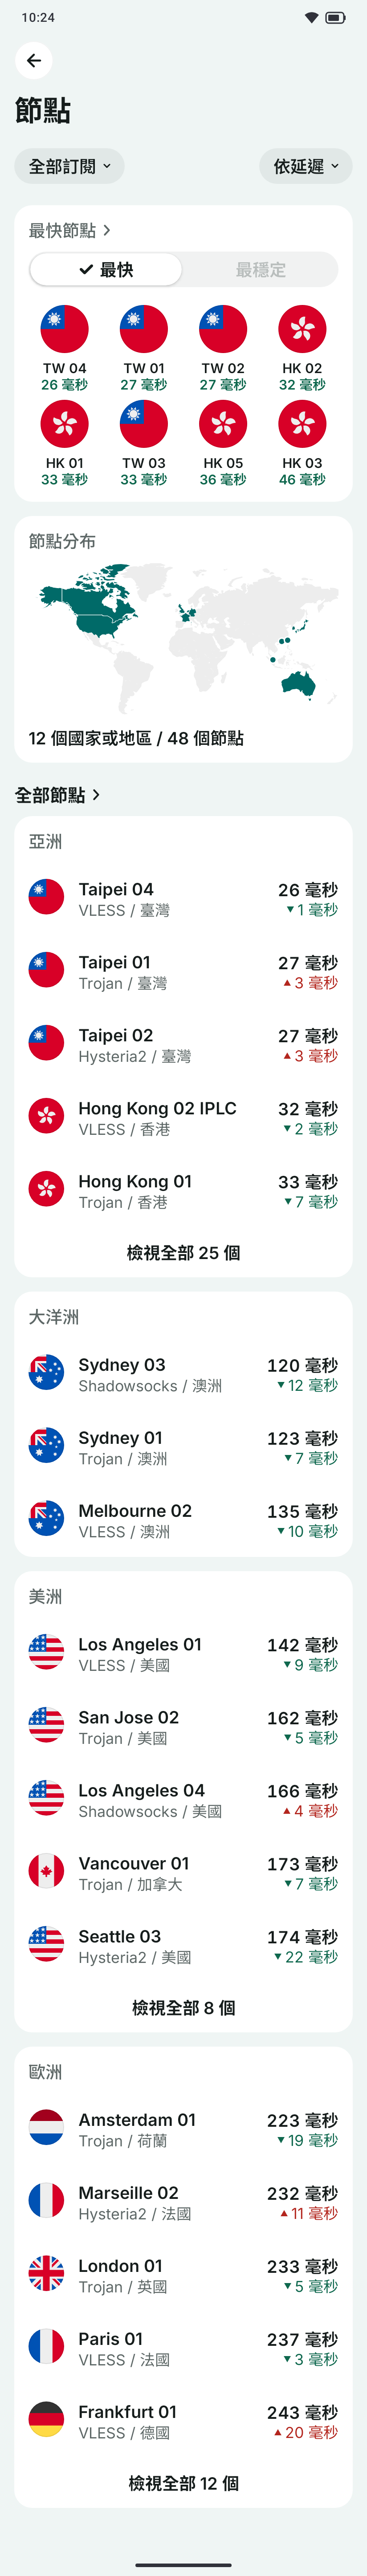 10:24
節點
全部訂閱
依延遲
最快節點
最快
最穩定
TW 04
TW 01
TW 02
HK 02
26 毫秒
27 毫秒
27 毫秒
32 毫秒
HK 01
TW 03
HK 05
HK 03
33 毫秒
33 毫秒
36 毫秒
46 毫秒
節點分布
12 個國家或地區 / 48 個節點
全部節點
亞洲
Taipei 04
26 毫秒
VLESS / 臺灣
▼1 毫秒
Taipei 01
27 毫秒
Trojan / 臺灣
▲3 毫秒
Taipei 02
27 毫秒
Hysteria2 / 臺灣
▲3 毫秒
Hong Kong 02 IPLC
32 毫秒
VLESS / 香港
▼2 毫秒
Hong Kong 01
33 毫秒
Trojan / 香港
▼7 毫秒
檢視全部 25 個
大洋洲
Sydney 03
120 毫秒
Shadowsocks / 澳洲
▼12 毫秒
Sydney 01
123 毫秒
Trojan / 澳洲
▼7 毫秒
Melbourne 02
135 毫秒
VLESS / 澳洲
▼10 毫秒
美洲
Los Angeles 01
142 毫秒
VLESS / 美國
▼9 毫秒
San Jose 02
162 毫秒
Trojan / 美國
▼5 毫秒
Los Angeles 04
166 毫秒
Shadowsocks / 美國
▲4 毫秒
Vancouver 01
173 毫秒
Trojan / 加拿大
▼7 毫秒
Seattle 03
174 毫秒
Hysteria2 / 美國
▼22 毫秒
檢視全部 8 個
歐洲
Amsterdam 01
223 毫秒
Trojan / 荷蘭
▼19 毫秒
Marseille 02
232 毫秒
Hysteria2 / 法國
▲11 毫秒
London 01
233 毫秒
Trojan / 英國
▼5 毫秒
Paris 01
237 毫秒
VLESS / 法國
▼3 毫秒
Frankfurt 01
243 毫秒
VLESS / 德國
▲20 毫秒
檢視全部 12 個